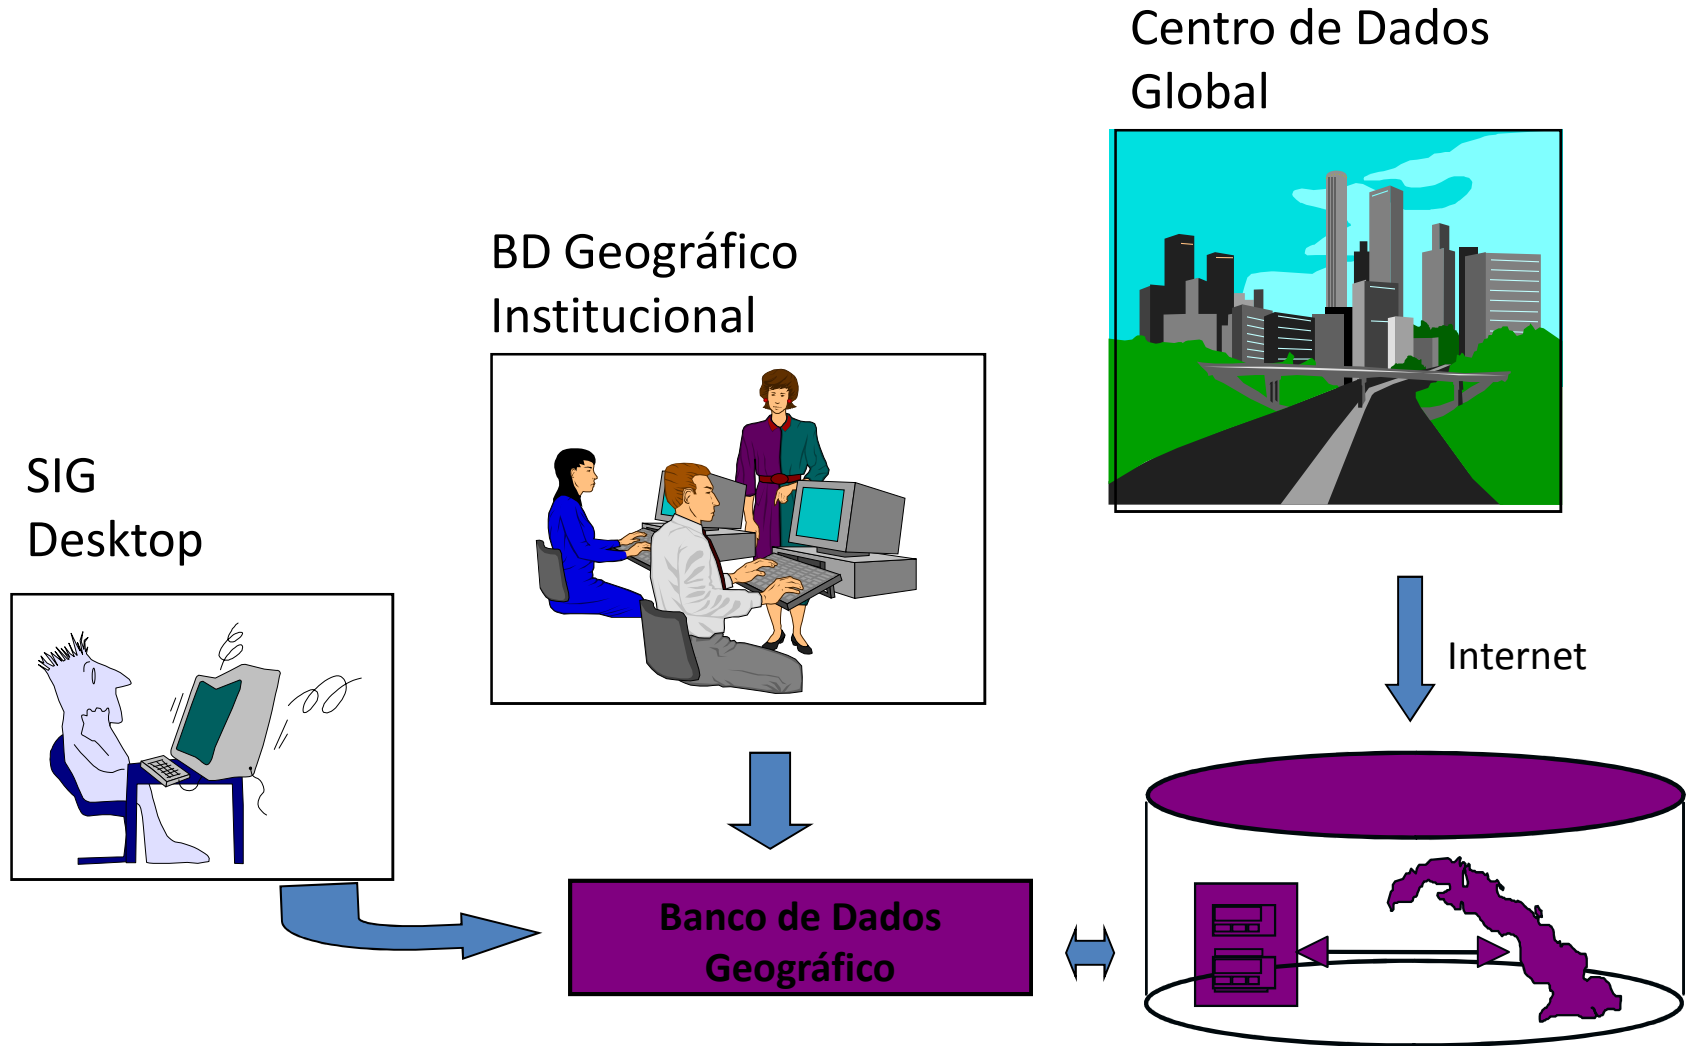 Centro de Dados
Global
BD Geográfico
Institucional
SIG
Desktop
Internet
Banco de Dados
Geográfico